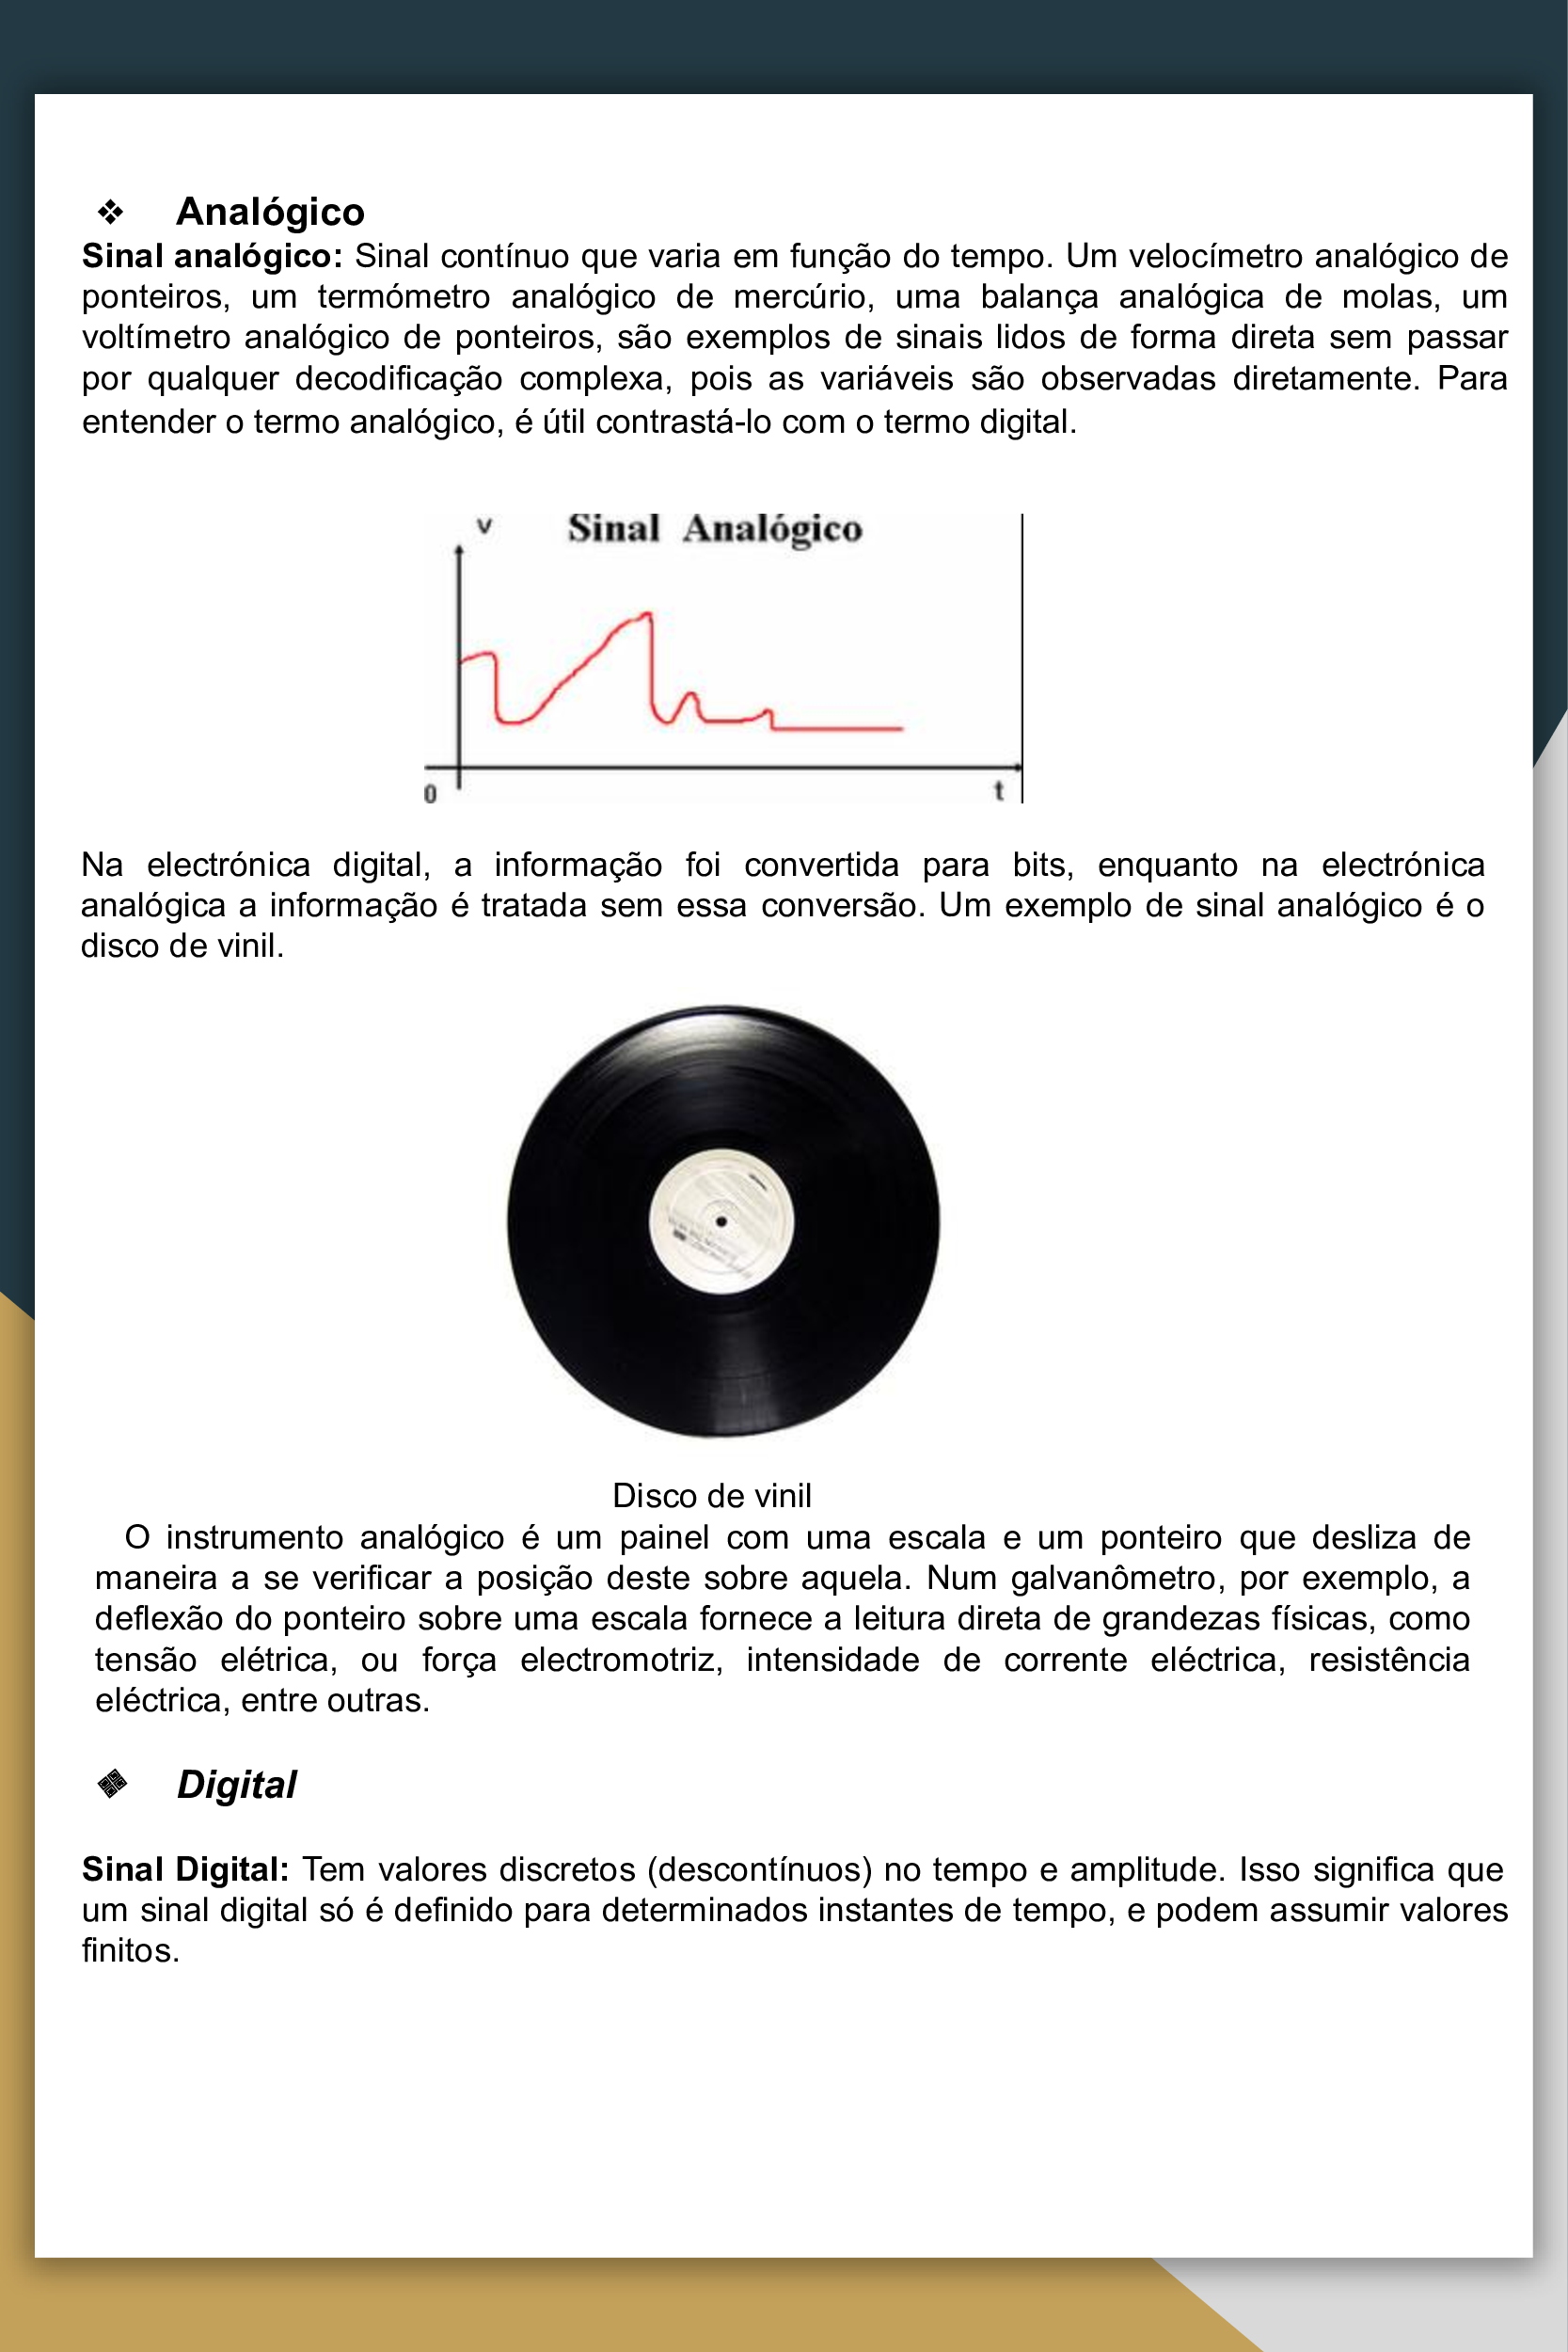 ❖ Analógico
Sinal analógico: Sinal contínuo que varia em função do tempo. Um velocímetro analógico de
ponteiros, um termómetro analógico de mercúrio, uma balança analógica de molas, um
voltímetro analógico de ponteiros, são exemplos de sinais lidos de forma direta sem passar
por qualquer decodificação complexa, pois as variáveis são observadas diretamente. Para
entender o termo analógico, é útil contrastá-lo com o termo digital.
v Sinal Analógico
0 t
Na electrónica digital, a informação foi convertida para bits, enquanto na electrónica
analógica a informação é tratada sem essa conversão. Um exemplo de sinal analógico é o
disco de vinil.
Disco de vinil
O instrumento analógico é um painel com uma escala e um ponteiro que desliza de
maneira a se verificar a posição deste sobre aquela. Num galvanômetro, por exemplo, a
deflexão do ponteiro sobre uma escala fornece a leitura direta de grandezas físicas, como
tensão elétrica, ou força electromotriz, intensidade de corrente eléctrica, resistência
eléctrica, entre outras.
❖ Digital
Sinal Digital: Tem valores discretos (descontínuos) no tempo e amplitude. Isso significa que
um sinal digital só é definido para determinados instantes de tempo, e podem assumir valores
finitos.